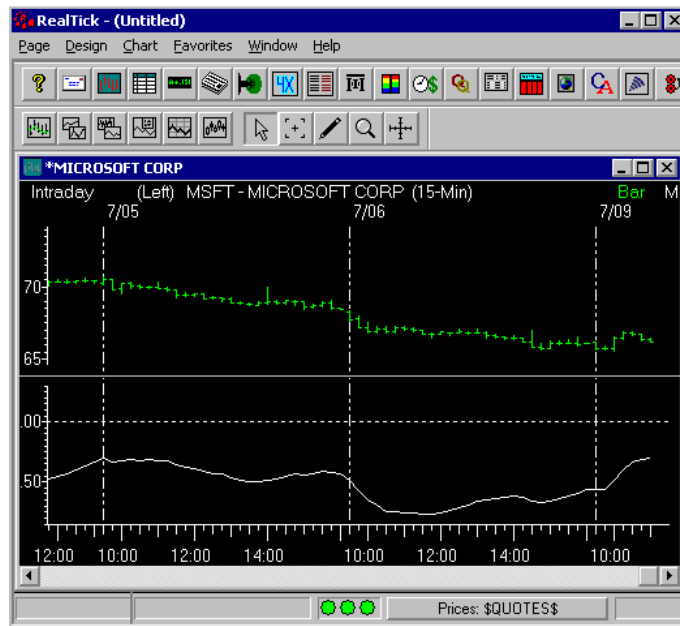 RealTick - (Untitled)
Page Design Chart Favorites Window Help
?
4X
CA
*MICROSOFT CORP
Intraday (Left) MSFT - MICROSOFT CORP (15-Min) Bar M
7/05 7/06 7/09
70
65
.00
.50
12:00 10:00 12:00 14:00 10:00 12:00 14:00 10:00
Prices: $QUOTES$